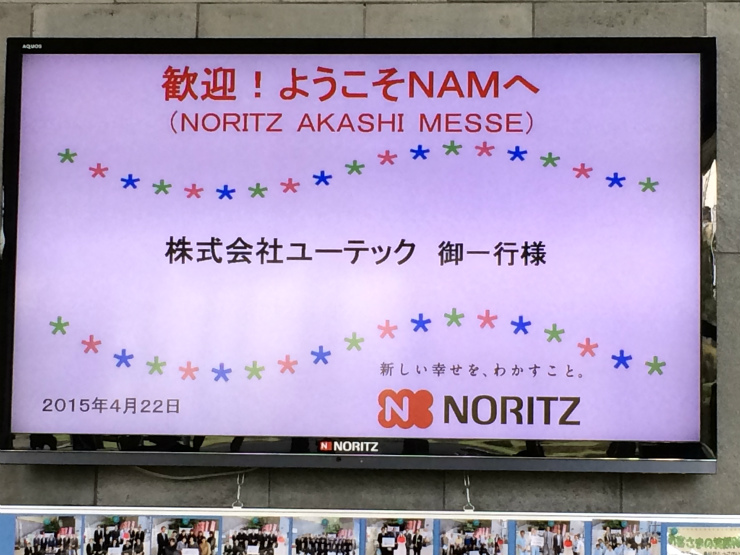 AQUOS
歓迎！ようこそNAMへ
（NORITZ AKASHI MESSE）
株式会社ユーテック 御一行様
新しい幸せを、わかすこと。
2015年4月22日
N NORITZ
N NORITZ